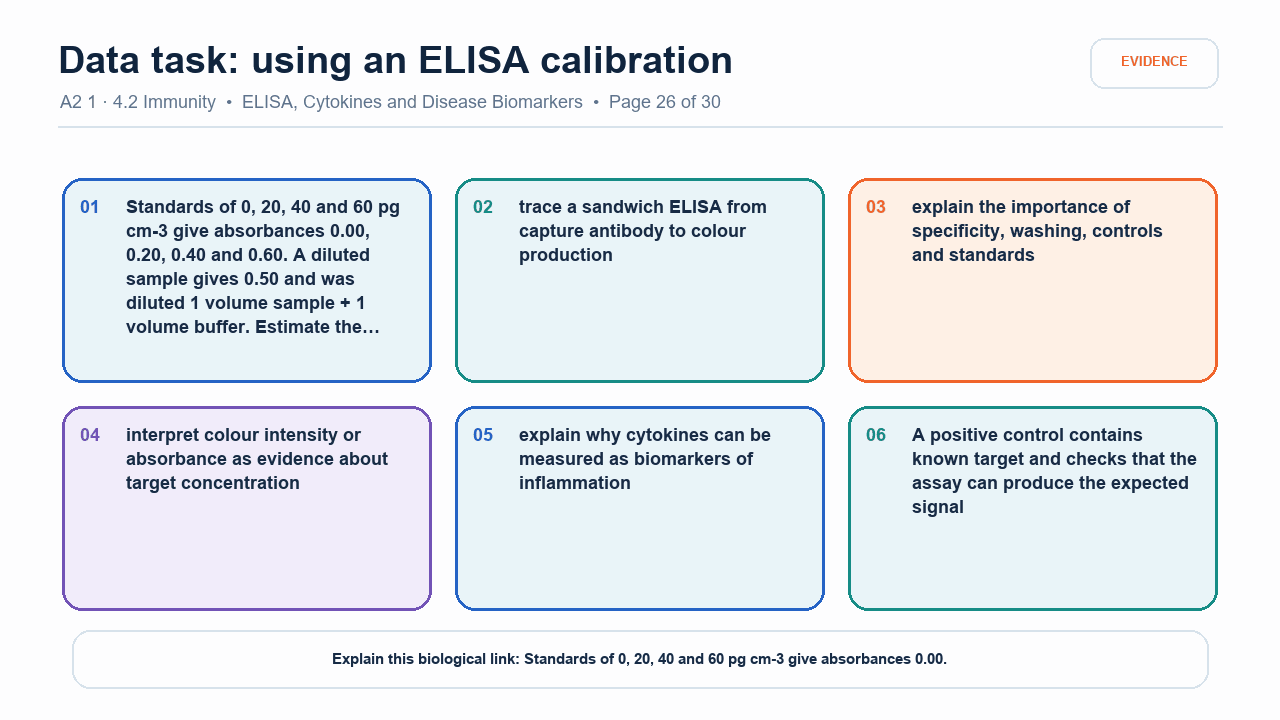 Data task: using an ELISA calibration
EVIDENCE
A2 1 · 4.2 Immunity • ELISA, Cytokines and Disease Biomarkers • Page 26 of 30
01
Standards of 0, 20, 40 and 60 pg
cm-3 give absorbances 0.00,
0.20, 0.40 and 0.60. A diluted
sample gives 0.50 and was
diluted 1 volume sample + 1
volume buffer. Estimate the…
02
trace a sandwich ELISA from
capture antibody to colour
production
03
explain the importance of
specificity, washing, controls
and standards
04
interpret colour intensity or
absorbance as evidence about
target concentration
05
explain why cytokines can be
measured as biomarkers of
inflammation
06
A positive control contains
known target and checks that the
assay can produce the expected
signal
Explain this biological link: Standards of 0, 20, 40 and 60 pg cm-3 give absorbances 0.00.